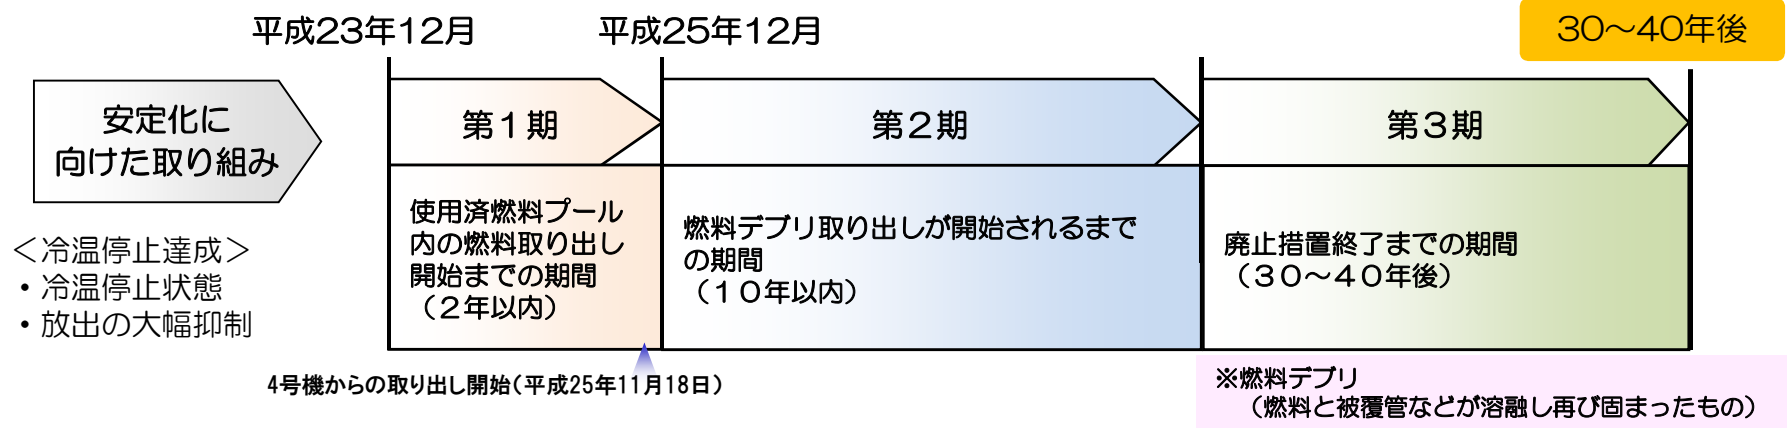 平成23年12月
平成25年12月
30～40年後
安定化に
向けた取り組み
第１期
第２期
第３期
＜冷温停止達成＞
・冷温停止状態
・放出の大幅抑制
使用済燃料プール
内の燃料取り出し
開始までの期間
（２年以内）
燃料デブリ取り出しが開始されるまで
の期間
（１０年以内）
廃止措置終了までの期間
（３０～４０年後）
4号機からの取り出し開始（平成25年11月18日）
※燃料デブリ
（燃料と被覆管などが溶融し再び固まったもの）